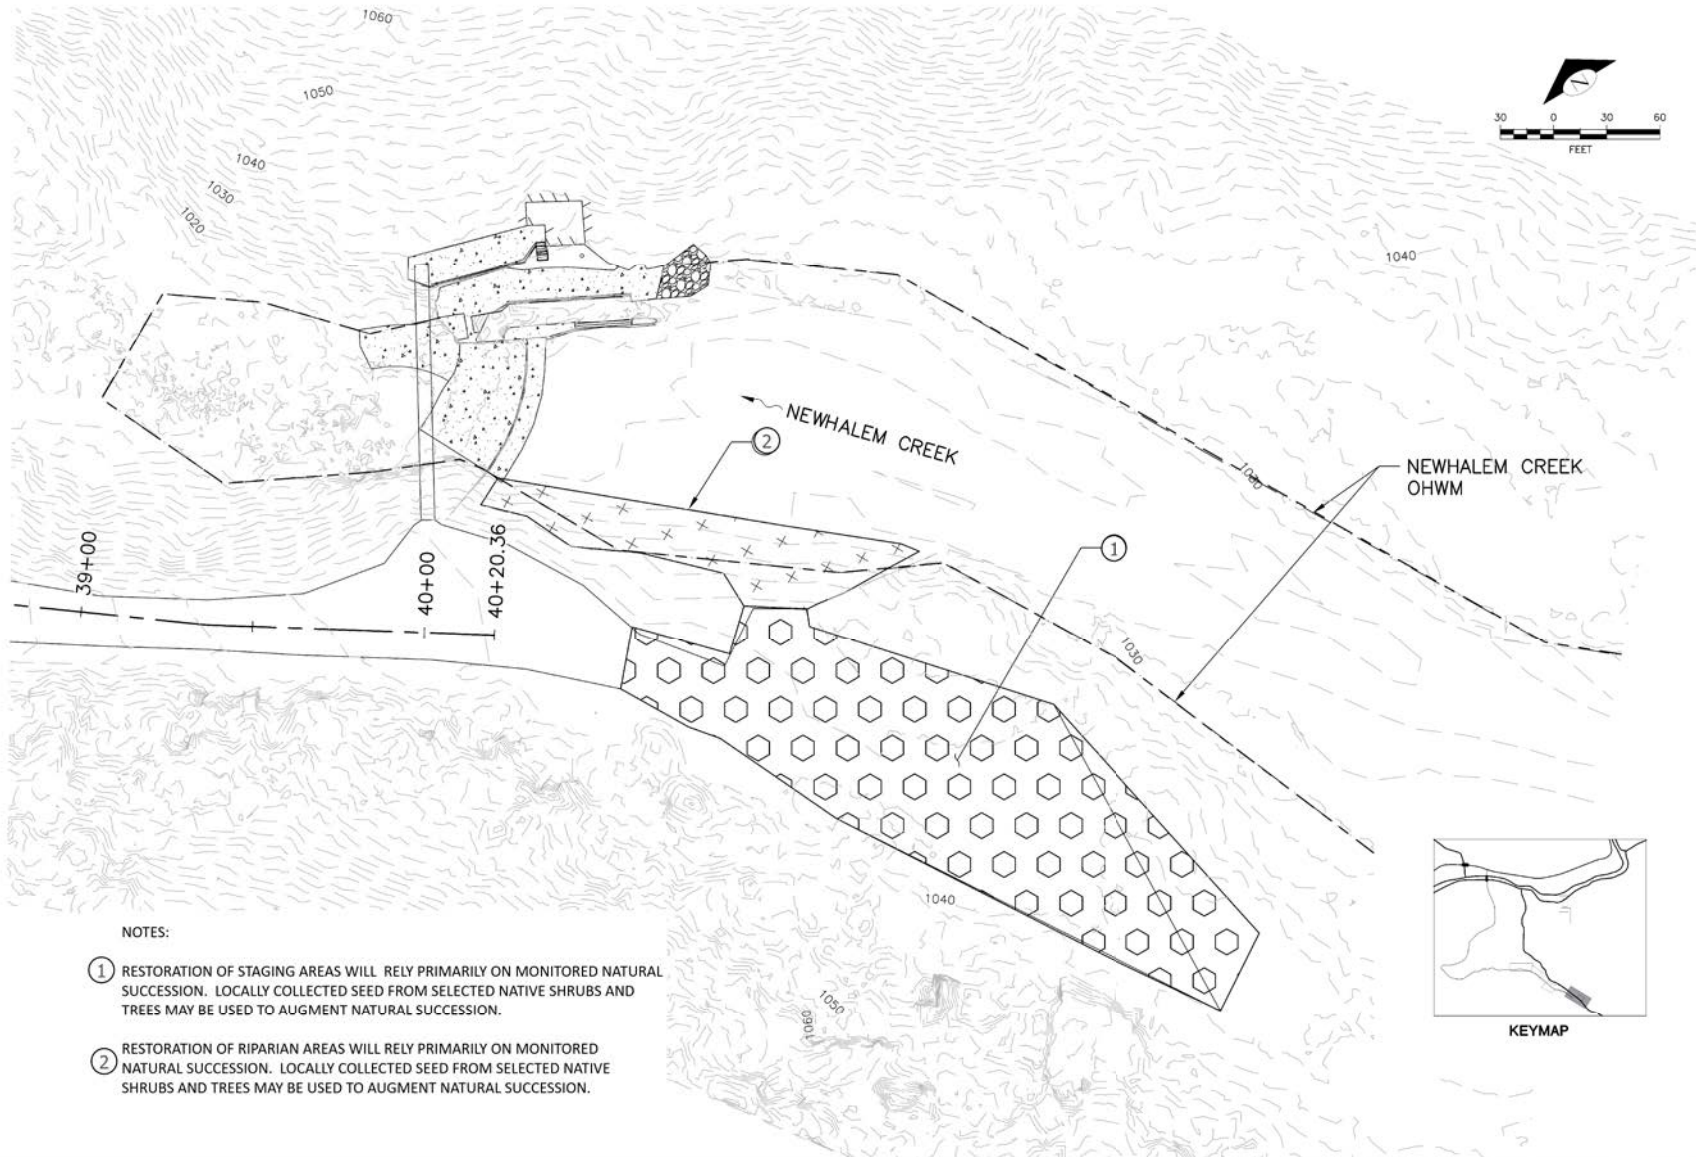 1060
1050
1040
1030
1020
N
30 0 30 60
FEET
1040
NEWHALEM CREEK
2
NEWHALEM CREEK
OHWM
1030
1
1030
39+00
40+00
40+20.36
1040
1050
1060
NOTES:
1 RESTORATION OF STAGING AREAS WILL RELY PRIMARILY ON MONITORED NATURAL
SUCCESSION. LOCALLY COLLECTED SEED FROM SELECTED NATIVE SHRUBS AND
TREES MAY BE USED TO AUGMENT NATURAL SUCCESSION.
2 RESTORATION OF RIPARIAN AREAS WILL RELY PRIMARILY ON MONITORED
NATURAL SUCCESSION. LOCALLY COLLECTED SEED FROM SELECTED NATIVE
SHRUBS AND TREES MAY BE USED TO AUGMENT NATURAL SUCCESSION.
KEYMAP